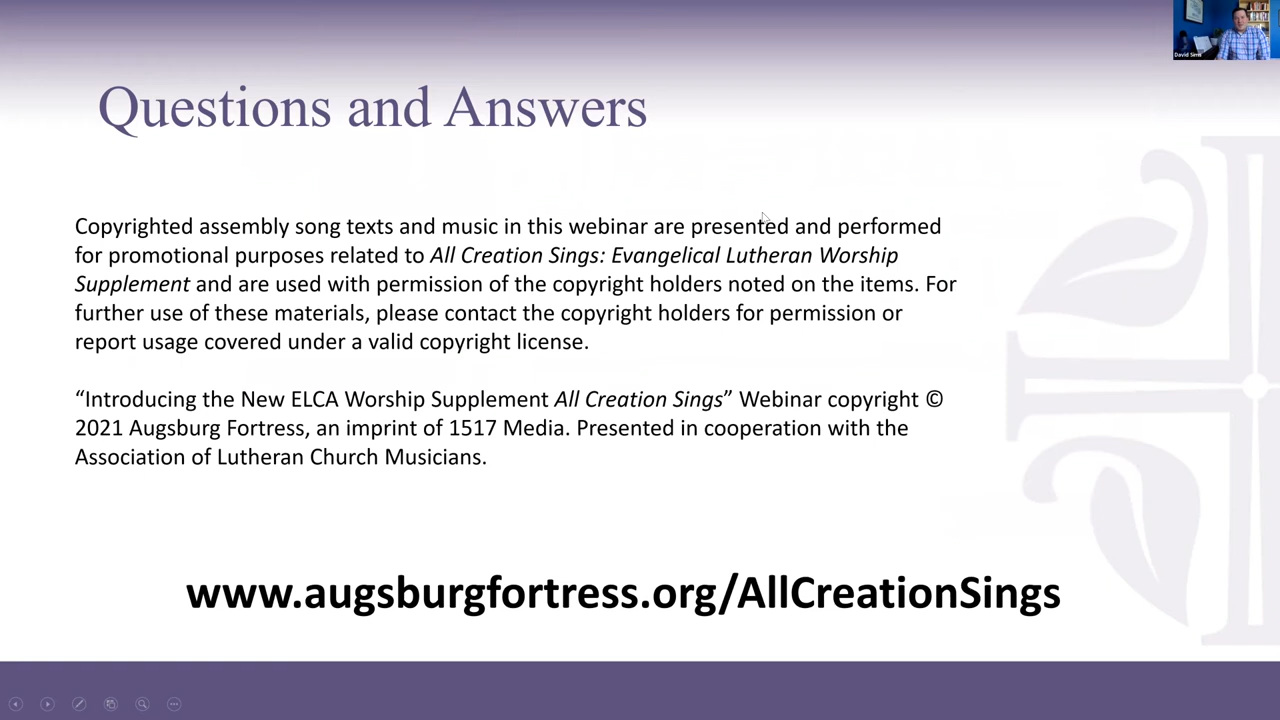 David Sims
Questions and Answers
Copyrighted assembly song texts and music in this webinar are presented and performed
for promotional purposes related to All Creation Sings: Evangelical Lutheran Worship
Supplement and are used with permission of the copyright holders noted on the items. For
further use of these materials, please contact the copyright holders for permission or
report usage covered under a valid copyright license.
“Introducing the New ELCA Worship Supplement All Creation Sings” Webinar copyright ©
2021 Augsburg Fortress, an imprint of 1517 Media. Presented in cooperation with the
Association of Lutheran Church Musicians.
www.augsburgfortress.org/AllCreationSings